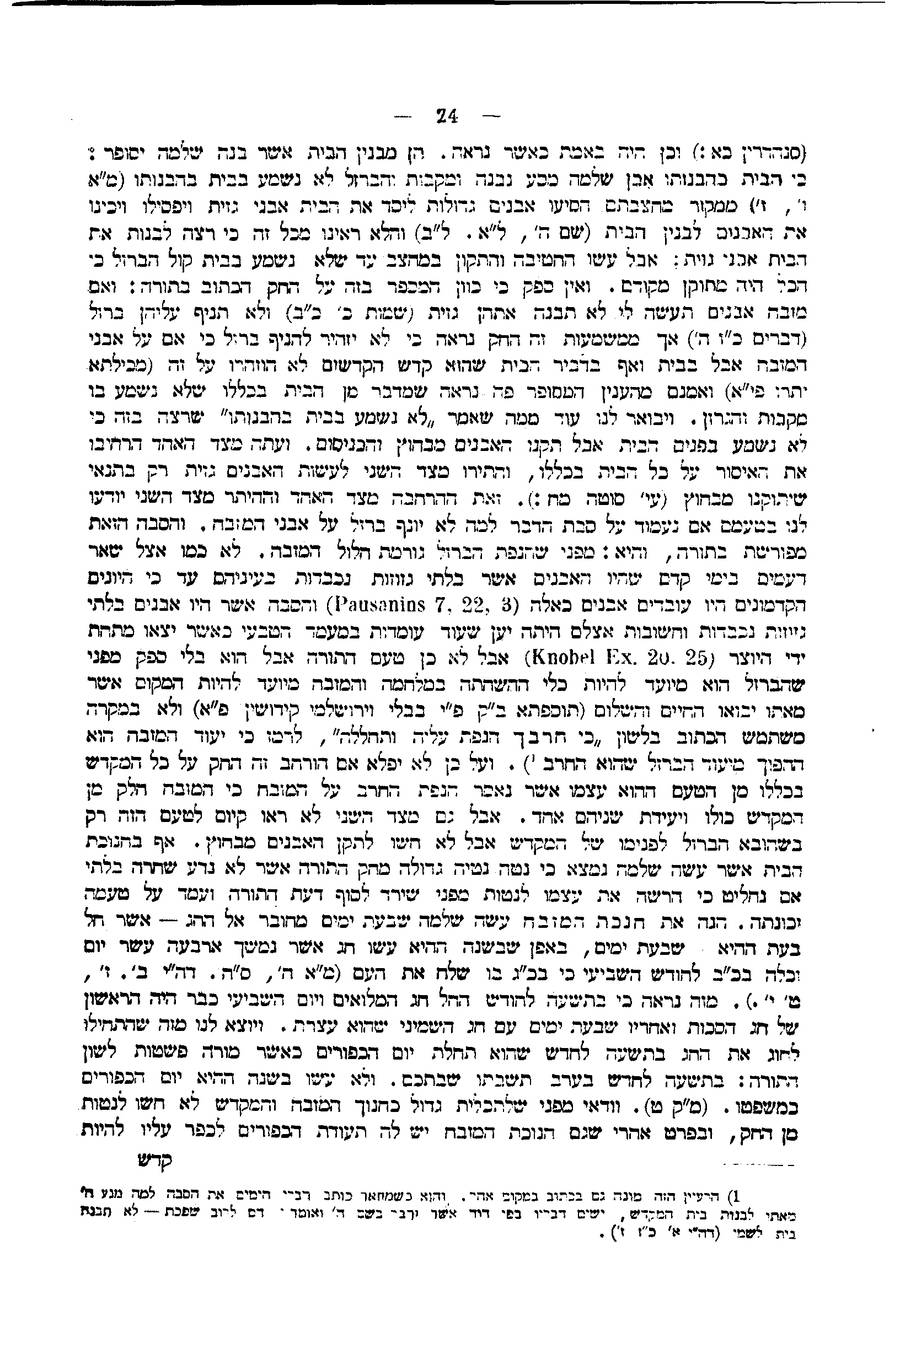 — 24 —
(סנהדרין כא:) וכן היה באמת כאשר נראה. הן מבנין הבית אשר בנה שלמה יסופר:
כי הבית בהבנותו אבן שלמה מסע נבנה ומקבות והברזל לא נשמע בבית בהבנותו (מ"א
ו', ז') ממקור מחצבתם הסיעו אבנים גדולות ליסד את הבית אבני גזית ויפסילו ויכינו
את האבנים לבנין הבית (שם ה', ל"א. ל"ב) והלא ראינו מכל זה כי רצה לבנות את
הבית אבני גזית: אבל עשו החטיבה והתקון במחצב עד שלא נשמע בבית קול הברזל כי
הכל היה מתוקן מקודם. ואין ספק כי כוון המספר בזה על החק הכתוב בתורה: ואם
מזבח אבנים תעשה לי לא תבנה אתהן גזית (שמות כ' כ"ב) ולא תניף עליהן ברזל
(דברים כ"ז ה') אך ממשמעות זה החק נראה כי לא יזהיר להניף ברזל כי אם על אבני
המזבח אבל בבית ואף בדביר הבית שהוא קדש הקדשים לא הוזהרו על זה (מכילתא
יתרו פי"א) ואמנם מהענין המסופר פה נראה שמדבר מן הבית בכללו שלא נשמע בו
מקבות והגרזן. ויבואר לנו עוד ממה שאמר „לא נשמע בבית בהבנותו" שרצה בזה כי
לא נשמע בפנים הבית אבל תקנו האבנים מבחוץ והכניסום. ועתה מצד האחד הרחיבו
את האיסור על כל הבית בכללו, והתירו מצד השני לעשות האבנים גזית רק בתנאי
שיתוקנו מבחוץ (עי' סוטה מח:). זאת ההרחבה מצד האחד וההיתר מצד השני יודעו
לנו בטעמם אם נעמוד על סבת הדבר למה לא יונף ברזל על אבני המזבח. והסבה הזאת
מפורשת בתורה, והיא: מפני שהנפת הברזל גורמת חלול המזבח. לא כמו אצל שאר
העמים בימי קדם שהיו האבנים אשר בלתי גזוזות נכבדות בעיניהם עד כי היונים
הקדמונים היו עובדים אבנים כאלה (Pausanins 7, 22, 3) והסבה אשר היו אבנים בלתי
גזיזות נכבדות וחשובות אצלם היתה יען שעוד עומדות במעמד הטבעי כאשר יצאו מתחת
ידי היוצר (Knobel Ex. 20. 25) אבל לא כן טעם התורה אבל הוא בלי ספק מפני
שהברזל הוא מיועד להיות כלי ההשחתה במלחמה והמזבח מיועד להיות המקום אשר
מאתו יבואו החיים והשלום (תוספתא ב"ק פ"י בבלי וירושלמי קידושין פ"א) ולא במקרה
משתמש הכתוב בלשון „כי חרבך הנפת עליה ותחללה", לרמז כי יעוד המזבח הוא
ההפוך מיעוד הברזל שהוא החרב ¹). ועל כן לא יפלא אם הורחב זה החק על כל המקדש
בכללו מן הטעם ההוא עצמו אשר נאסר הנפת החרב על המזבח כי המזבח חלק מן
המקדש כולו ויעידת שניהם אחד. אבל גם מצד השני לא ראו קיום לטעם הזה רק
בשהובא הברזל לפנימו של המקדש אבל לא חשו לתקן האבנים מבחוץ. אף בחנוכת
הבית אשר עשה שלמה נמצא כי נטה נטיה גדולה מחק התורה אשר לא נדע שחרה בלתי
אם נחליט כי הרשה את עצמו לנטות מפני שירד לסוף דעת התורה ועמד על טעמה
וכונתה. הנה את חנכת המזבח עשה שלמה שבעת ימים מחובר אל החג — אשר חל
בעת ההיא שבעת ימים, באפן שבשנה ההיא עשו חג אשר נמשך ארבעה עשר יום
וכלה בכ"ב לחודש השביעי כי בכ"ג בו שלח את העם (מ"א ח', ס"ה. דה"י ב'. ז',
ט' י'.). מזה נראה כי בתשעה לחודש החל חג המלואים ויום השביעי כבר היה הראשון
של חג הסכות ואחריו שבעת ימים עם חג השמיני שהוא עצרת. ויוצא לנו מזה שהתחילו
לחוג את החג בתשעה לחדש שהוא תחלת יום הכפורים כאשר מורה פשטות לשון
התורה: בתשעה לחדש בערב תשבתו שבתכם. ולא עשו בשנה ההיא יום הכפורים
כמשפטו. (מ"ק ט). וודאי מפני שלתכלית גדול כחנוך המזבח והמקדש לא חשו לנטות
מן החק, ובפרט אחרי שגם חנוכת המזבח יש לה תעודת הכפורים לכפר עליו להיות
קדש
1) הרעיון הזה מונה גם בכתוב במקום אחר. והוא כשמתאר כותב דברי הימים את הסבה למה מנע ה'
מאתו לבנות בית המקדש, ישים דבריו בפי דוד אשר ידבר בשם ה' ואומר: דם לרוב שפכת — לא תבנה
בית לשמי (דה"י א' כ"ז ז').